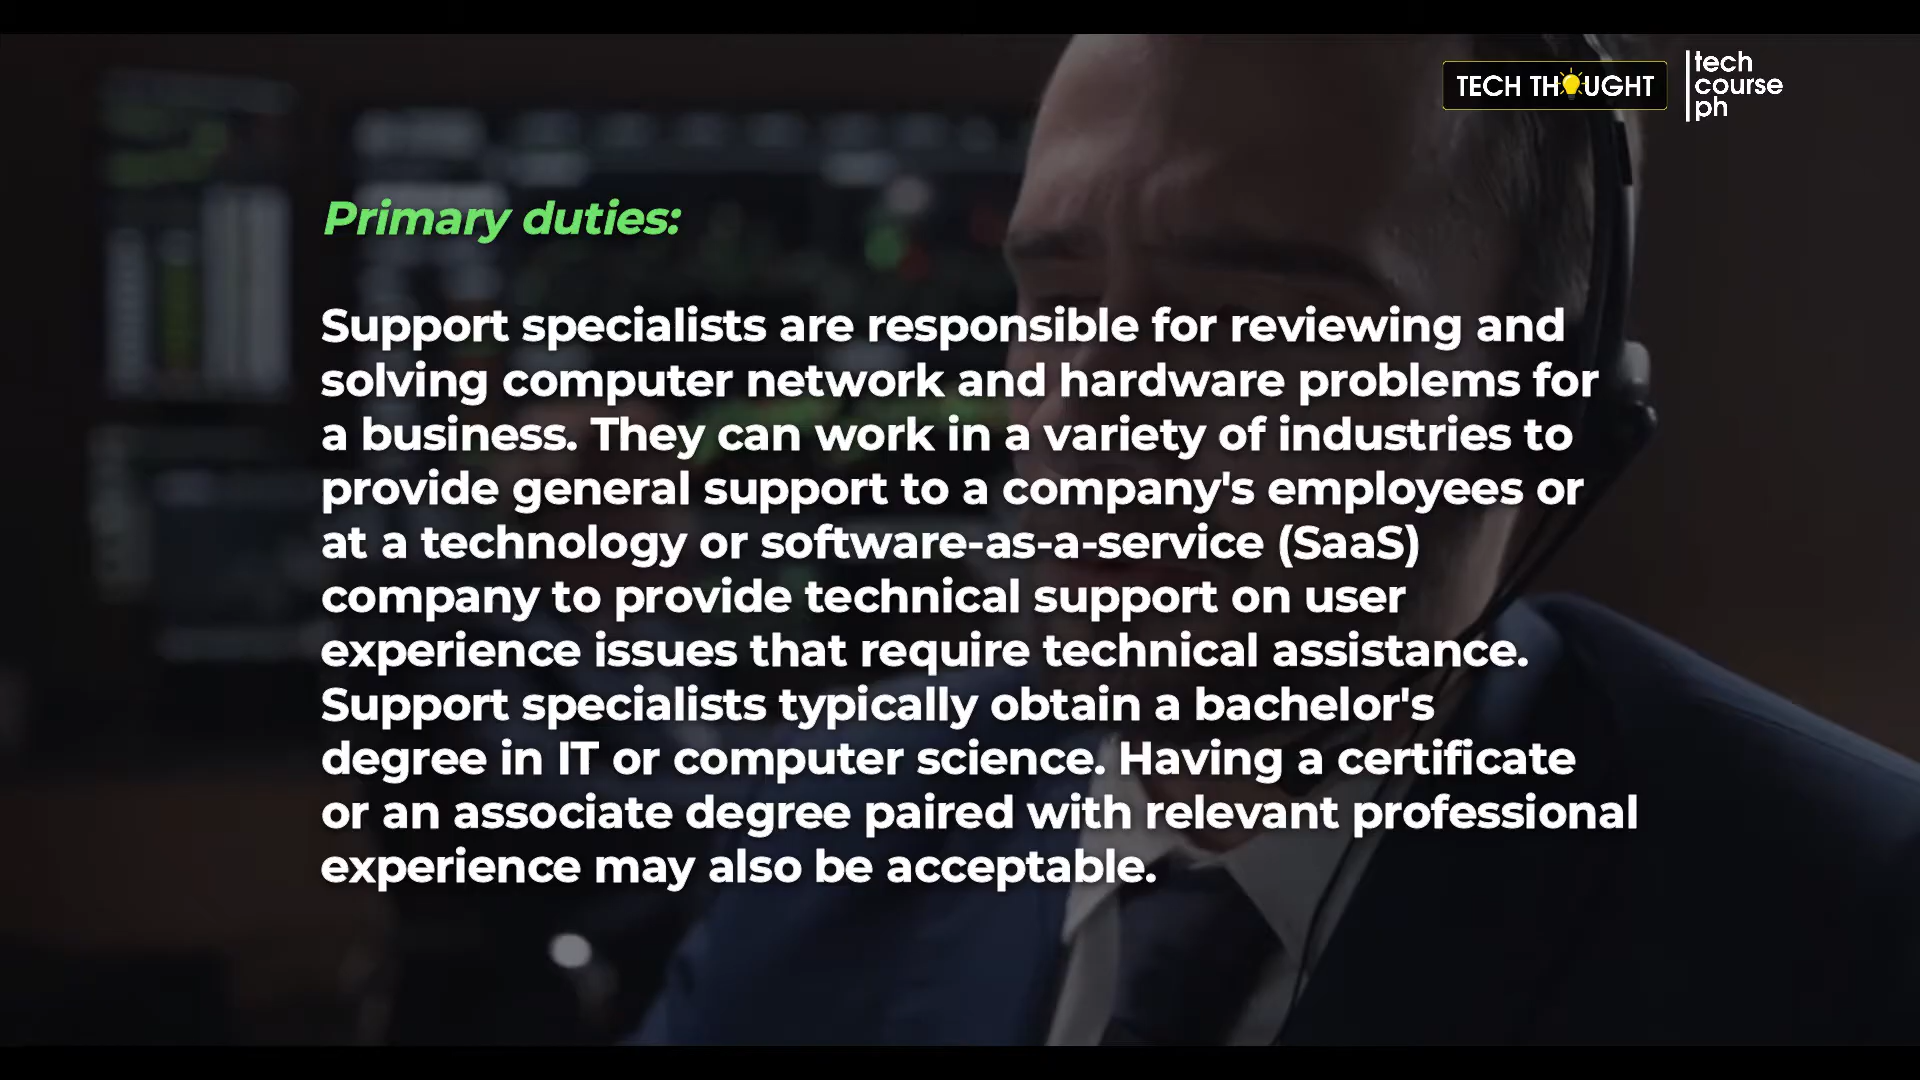 TECH THOUGHT
tech
course
ph
Primary duties:
Support specialists are responsible for reviewing and
solving computer network and hardware problems for
a business. They can work in a variety of industries to
provide general support to a company's employees or
at a technology or software-as-a-service (SaaS)
company to provide technical support on user
experience issues that require technical assistance.
Support specialists typically obtain a bachelor's
degree in IT or computer science. Having a certificate
or an associate degree paired with relevant professional
experience may also be acceptable.